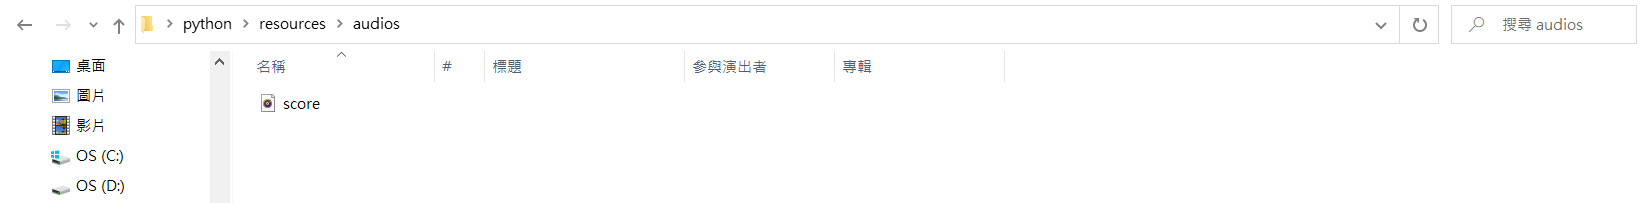 python > resources > audios
搜尋 audios
名稱 # 標題 參與演出者 專輯
桌面
圖片
score
影片
OS (C:)
OS (D:)